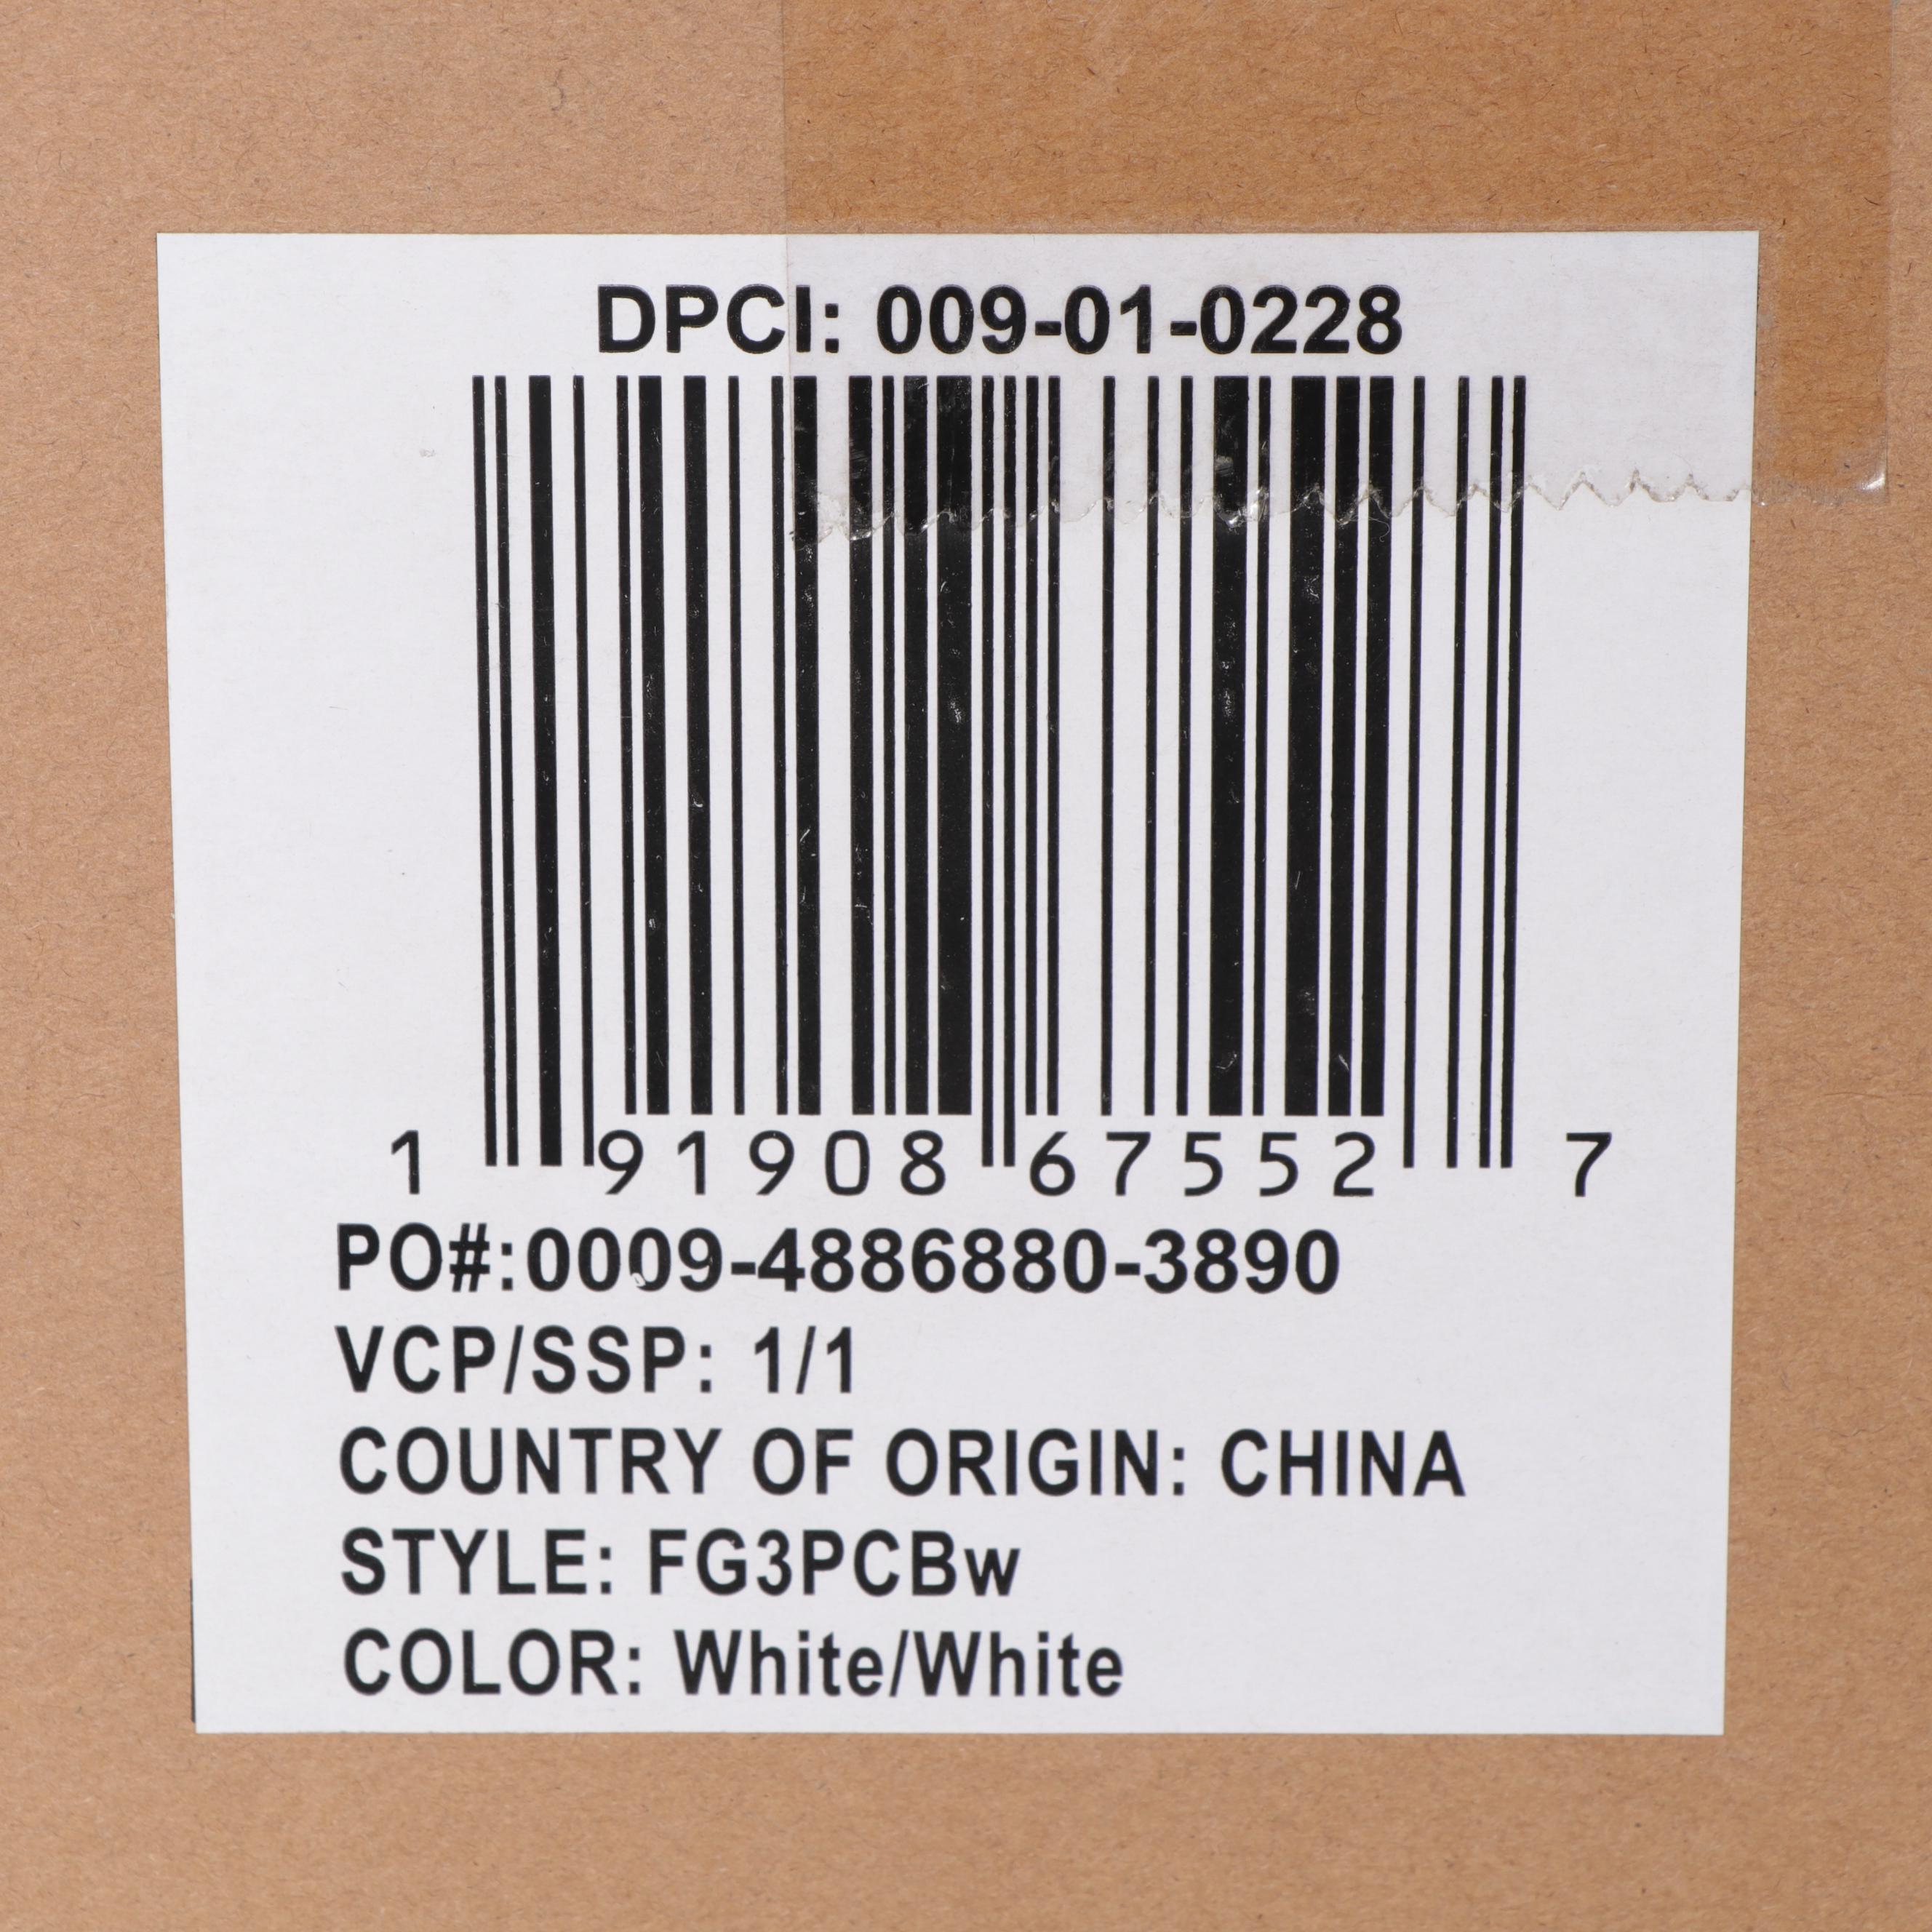 DPCI: 009-01-0228
1 91908 67552 7
PO#:0009-4886880-3890
VCP/SSP: 1/1
COUNTRY OF ORIGIN: CHINA
STYLE: FG3PCBw
COLOR: White/White